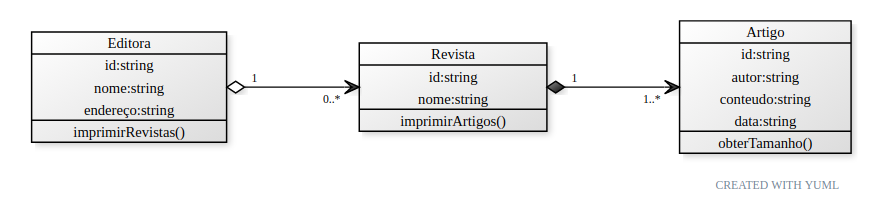 Editora
id:string
nome:string
endereço:string
imprimirRevistas()
1
0..*
Revista
id:string
nome:string
imprimirArtigos()
1
1..*
Artigo
id:string
autor:string
conteudo:string
data:string
obterTamanho()
CREATED WITH YUML